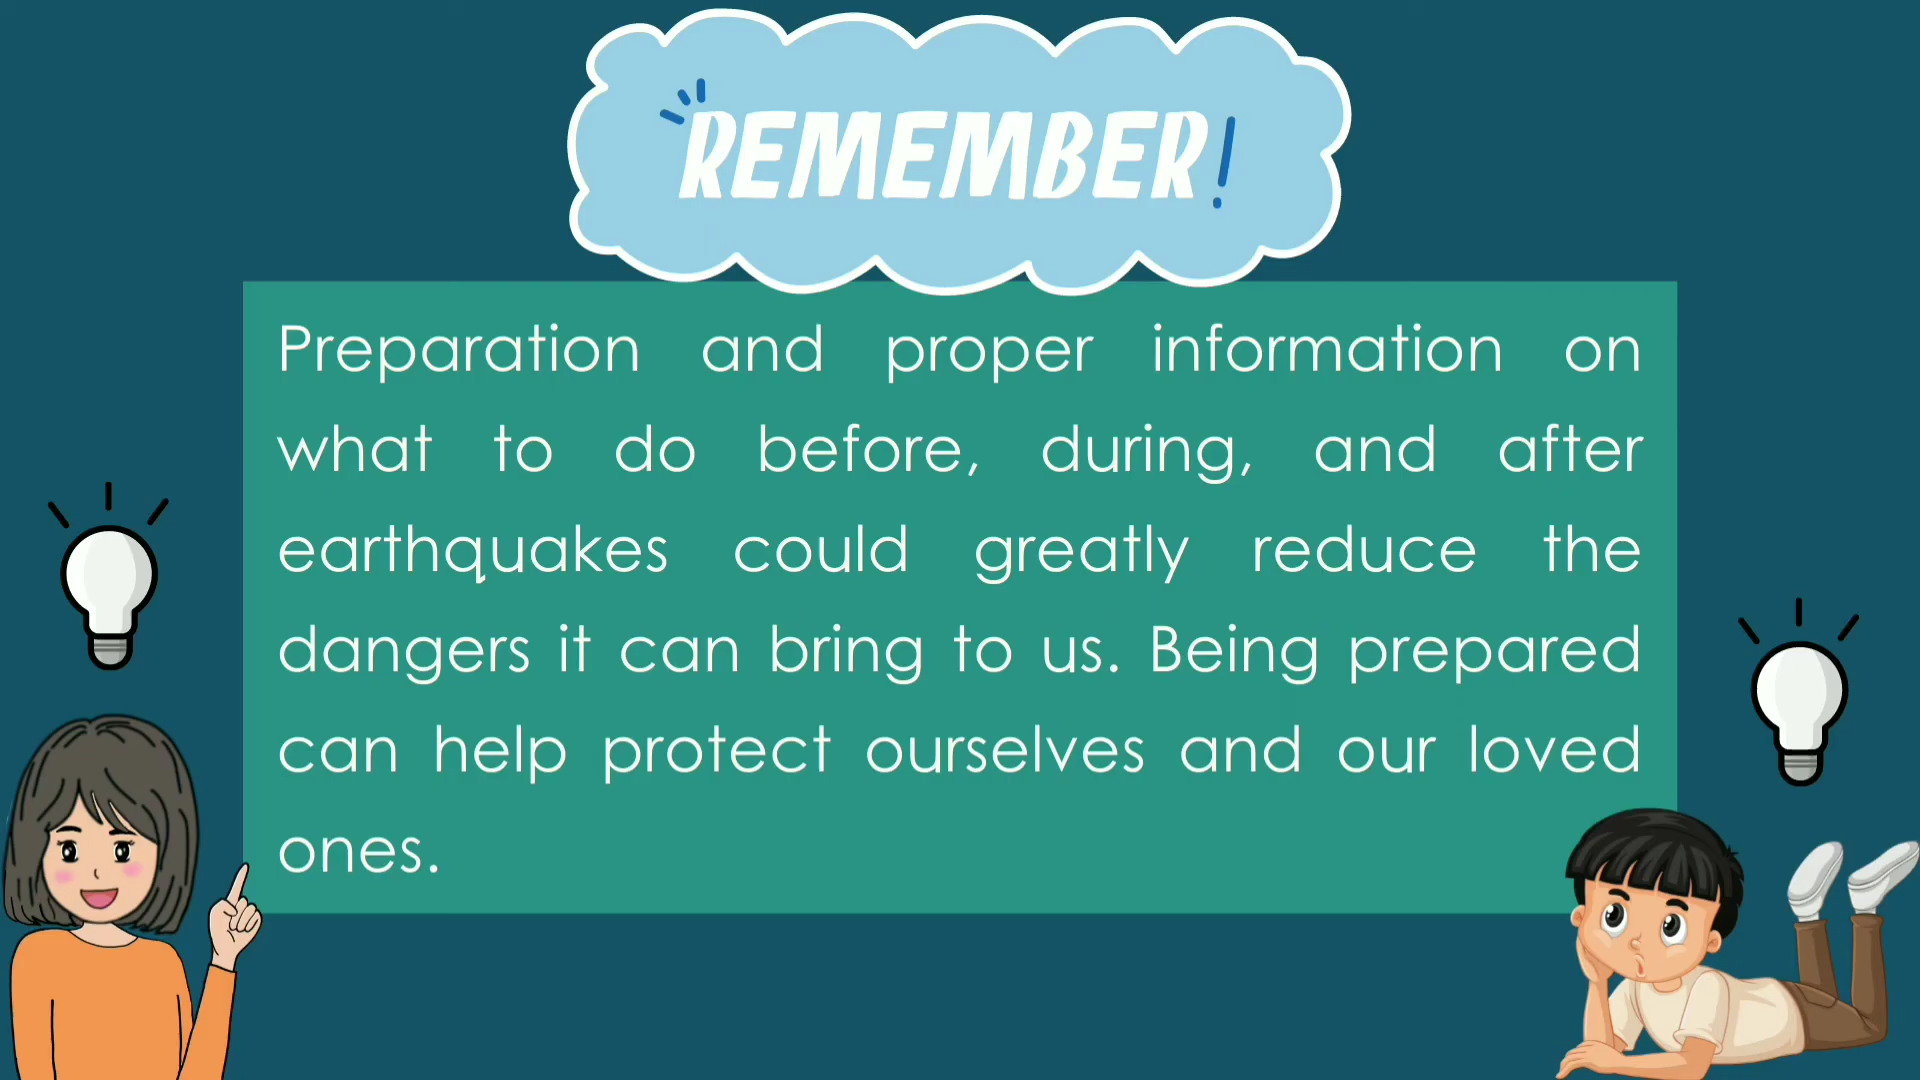 REMEMBER!
Preparation and proper information on
what to do before, during, and after
earthquakes could greatly reduce the
dangers it can bring to us. Being prepared
can help protect ourselves and our loved
ones.